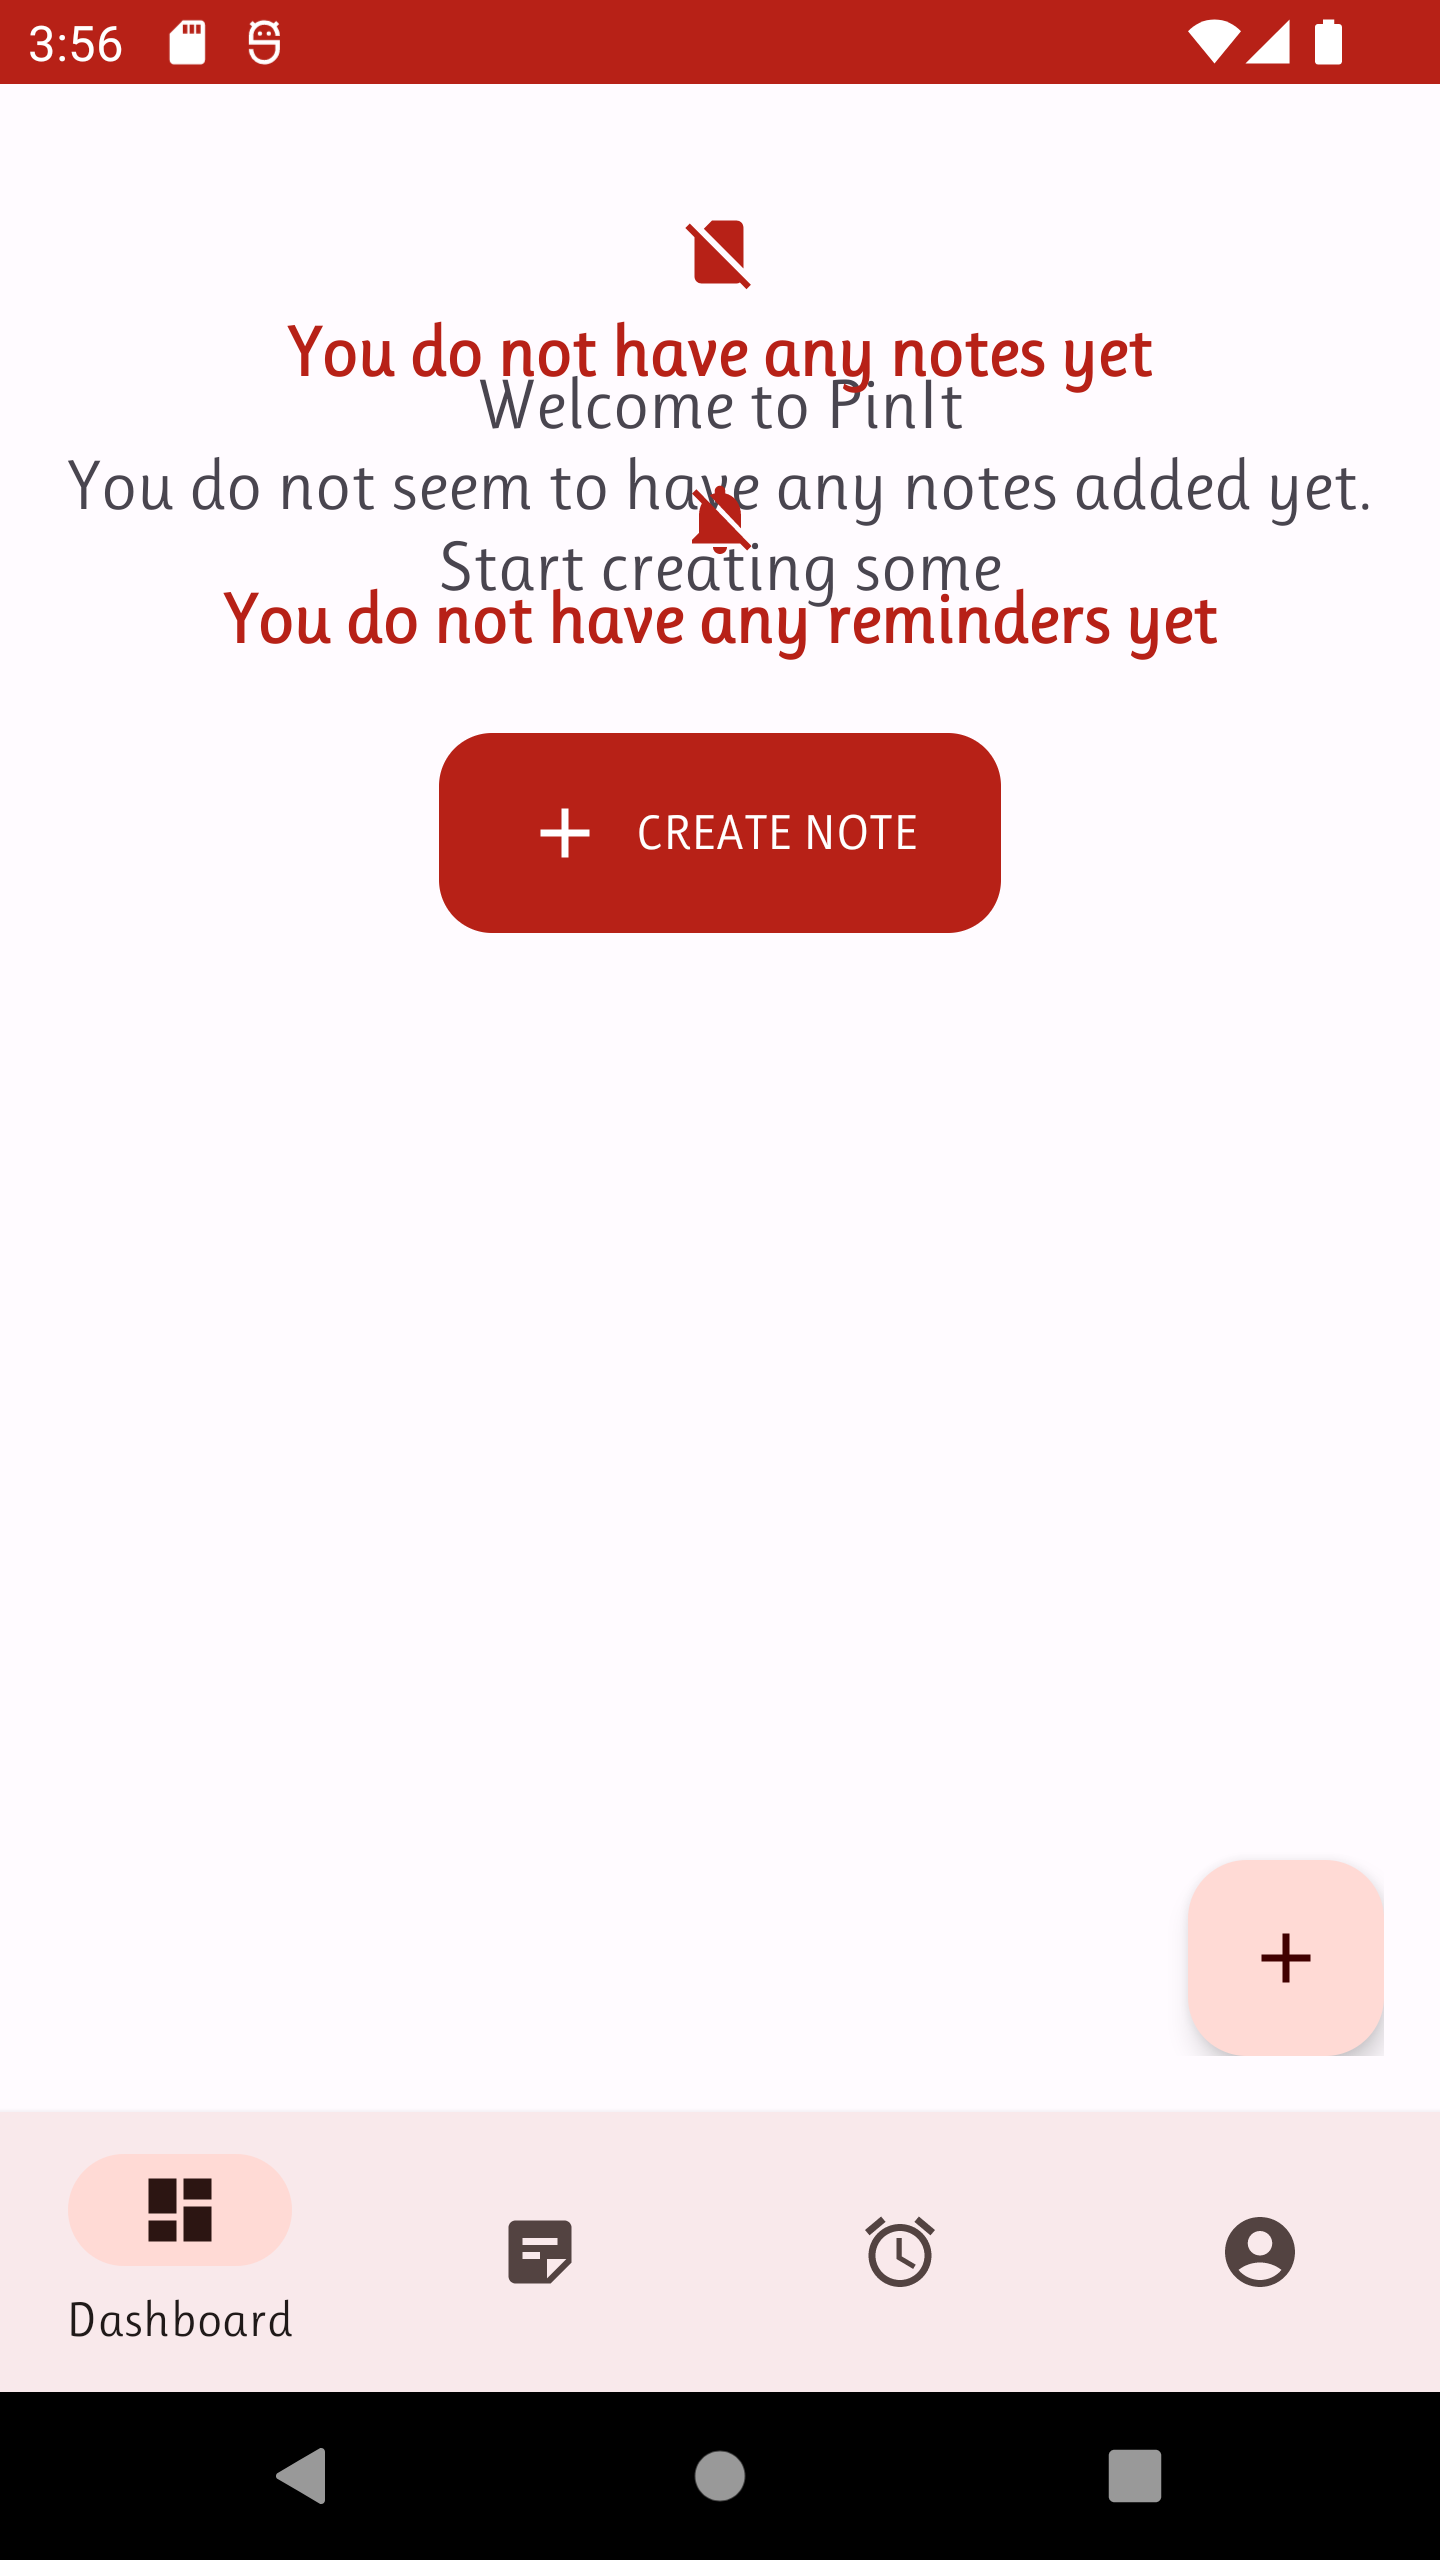 3:56
You do not have any notes yet
Welcome to PinIt
You do not seem to have any notes added yet.
Start creating some
You do not have any reminders yet
CREATE NOTE
Dashboard